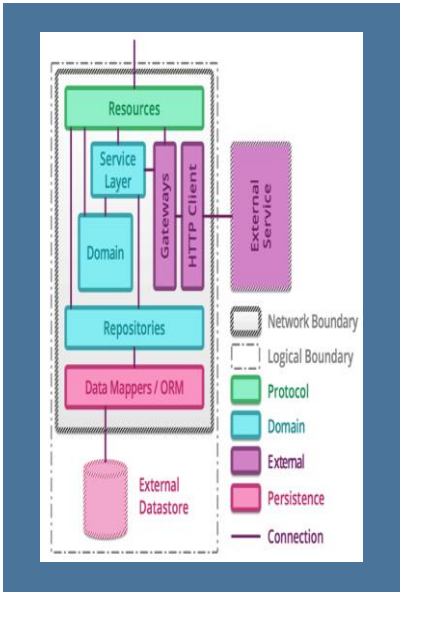 Resources
Service
Layer
Gateways
HTTP Client
External
Service
Domain
Repositories
Data Mappers / ORM
External
Datastore
Network Boundary
Logical Boundary
Protocol
Domain
External
Persistence
Connection